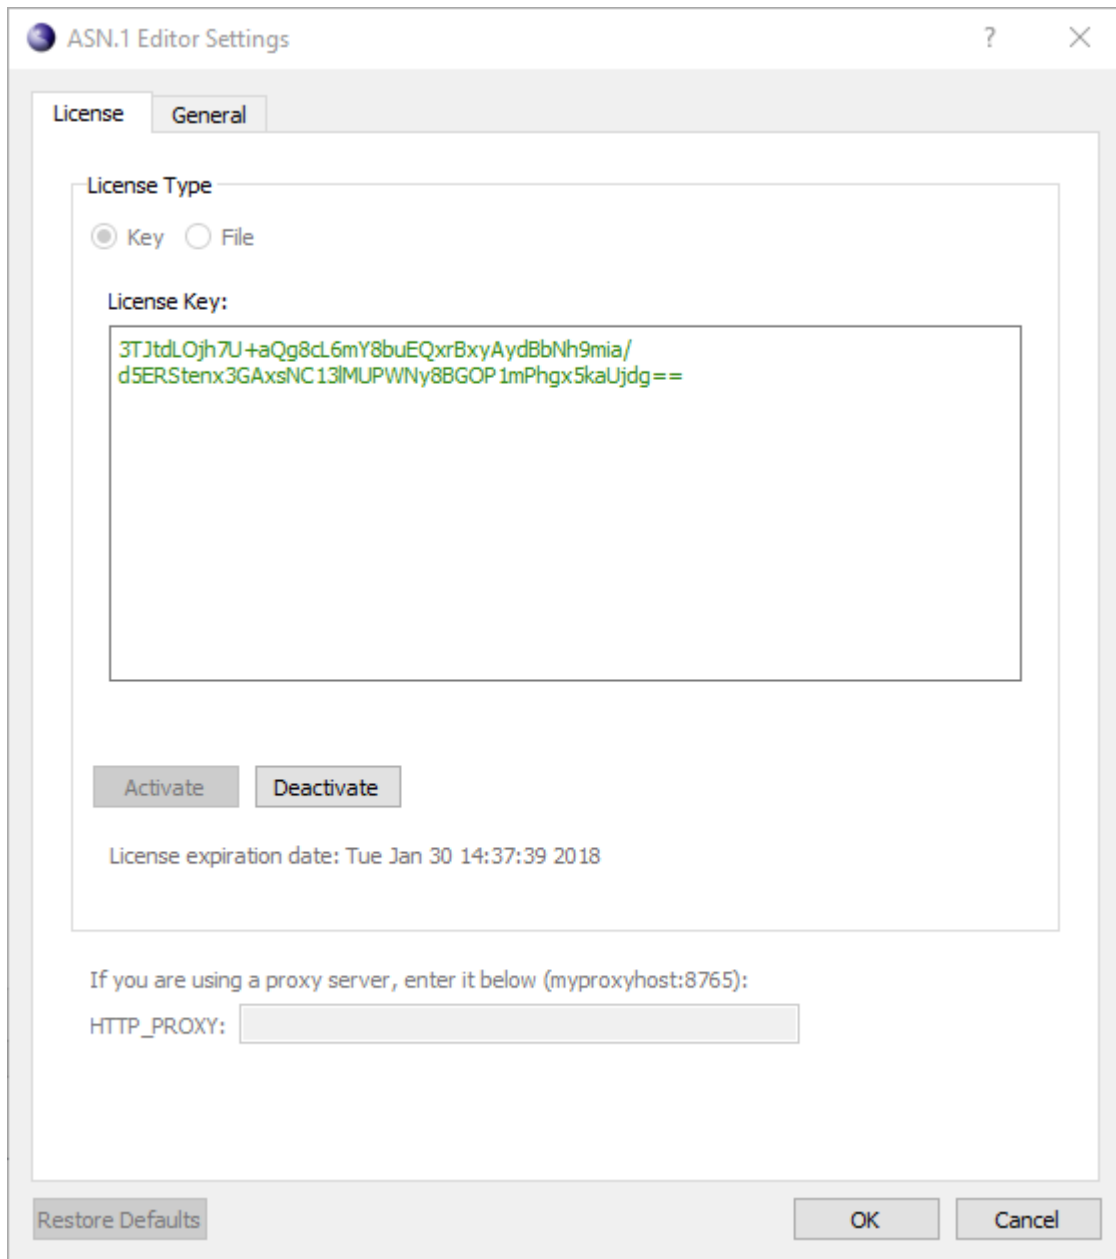 ASN.1 Editor Settings
License General
License Type
Key File
License Key:
3TJtdLOjh7U+aQg8cL6mY8buEQxrBxyAydBbNh9mia/
d5ERStenx3GAxsNC13lMUPWNy8BGOP1mPhgx5kaUjdg==
Activate Deactivate
License expiration date: Tue Jan 30 14:37:39 2018
If you are using a proxy server, enter it below (myproxyhost:8765):
HTTP_PROXY:
Restore Defaults OK Cancel